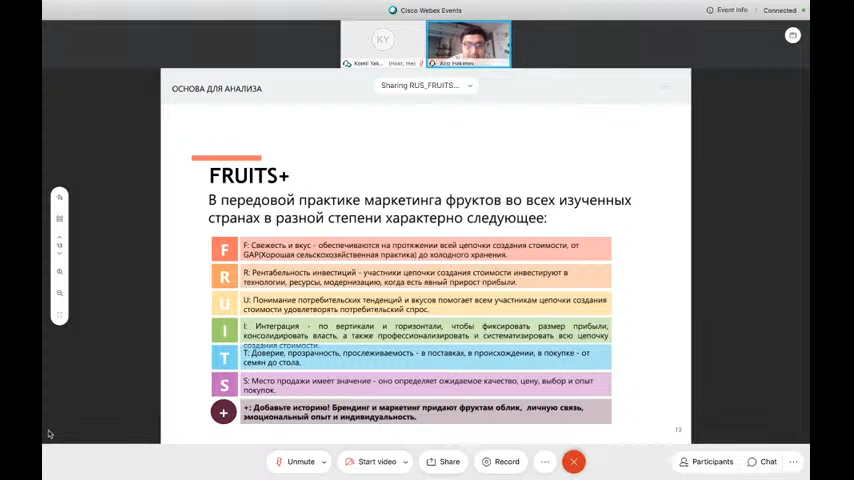 Cisco Webex Events
Event Info
Connected
KY
Komil Yak... (Host, me)
Aziz Hakimov
ОСНОВА ДЛЯ АНАЛИЗА
Sharing RUS_FRUITS...
FRUITS+
В передовой практике маркетинга фруктов во всех изученных
странах в разной степени характерно следующее:
F
F: Свежесть и вкус - обеспечиваются на протяжении всей цепочки создания стоимости, от
GAP(Хорошая сельскохозяйственная практика) до холодного хранения.
R
R: Рентабельность инвестиций - участники цепочки создания стоимости инвестируют в
технологии, ресурсы, модернизацию, когда есть явный прирост прибыли.
U
U: Понимание потребительских тенденций и вкусов помогает всем участникам цепочки создания
стоимости удовлетворять потребительский спрос.
I
I: Интеграция - по вертикали и горизонтали, чтобы фиксировать размер прибыли,
консолидировать власть, а также профессионализировать и систематизировать всю цепочку
создания стоимости.
T
T: Доверие, прозрачность, прослеживаемость - в поставках, в происхождении, в покупке - от
семян до стола.
S
S: Место продажи имеет значение - оно определяет ожидаемое качество, цену, выбор и опыт
покупок.
+
+: Добавьте историю! Брендинг и маркетинг придают фруктам облик, личную связь,
эмоциональный опыт и индивидуальность.
13
13
Unmute
Start video
Share
Record
Participants
Chat